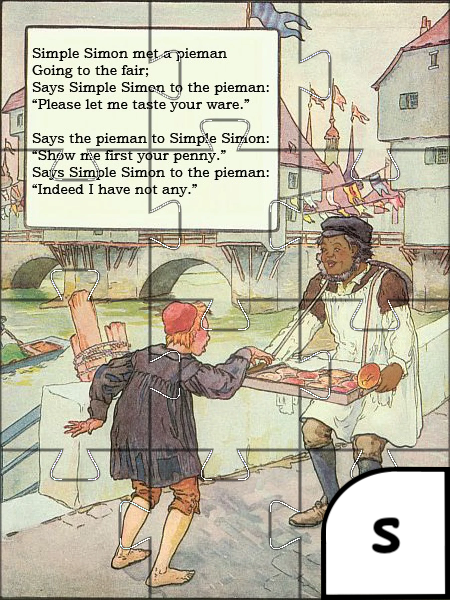 Simple Simon met a pieman
Going to the fair;
Says Simple Simon to the pieman:
“Please let me taste your ware.”

Says the pieman to Simple Simon:
“Show me first your penny.”
Says Simple Simon to the pieman:
“Indeed I have not any.”
s